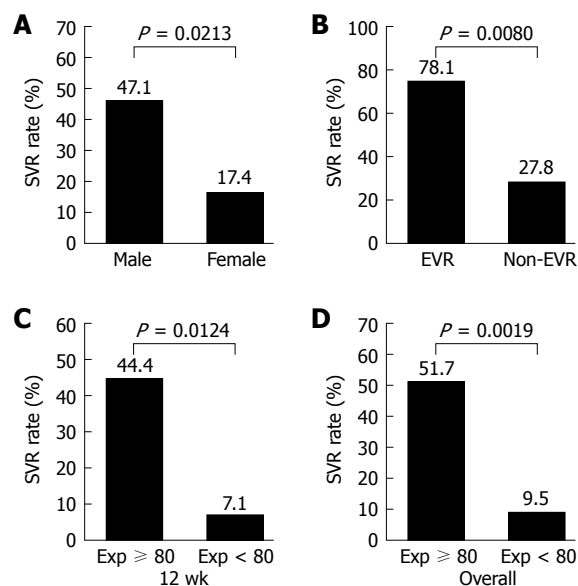 A
70
60
50
40
30
20
10
0
SVR rate (%)
P = 0.0213
47.1
17.4
Male Female
B
100
80
60
40
20
0
SVR rate (%)
P = 0.0080
78.1
27.8
EVR Non-EVR
C
60
50
40
30
20
10
0
SVR rate (%)
P = 0.0124
44.4
7.1
Exp ≥ 80 Exp < 80
12 wk
D
70
60
50
40
30
20
10
0
SVR rate (%)
P = 0.0019
51.7
9.5
Exp ≥ 80 Exp < 80
Overall